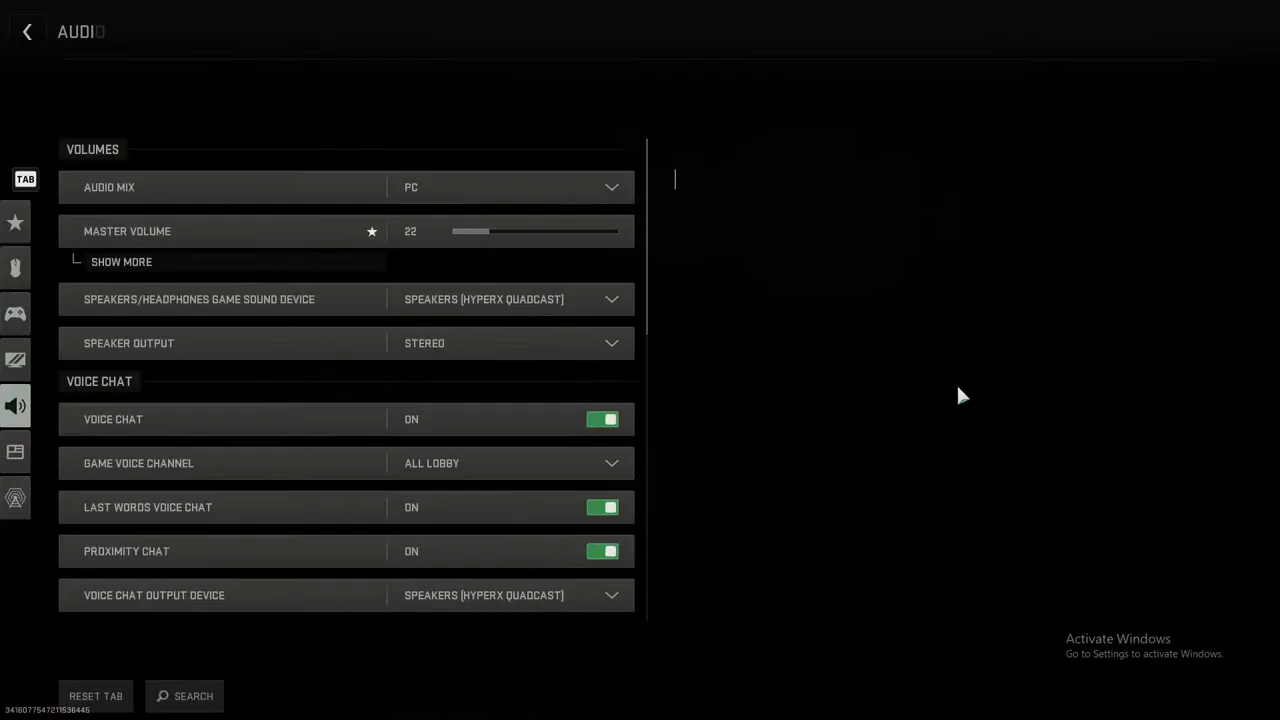 AUDIO
VOLUMES
TAB
AUDIO MIX PC
MASTER VOLUME 22
SHOW MORE
SPEAKERS/HEADPHONES GAME SOUND DEVICE SPEAKERS (HYPERX QUADCAST)
SPEAKER OUTPUT STEREO
VOICE CHAT
VOICE CHAT ON
GAME VOICE CHANNEL ALL LOBBY
LAST WORDS VOICE CHAT ON
PROXIMITY CHAT ON
VOICE CHAT OUTPUT DEVICE SPEAKERS (HYPERX QUADCAST)
Activate Windows
Go to Settings to activate Windows.
RESET TAB SEARCH
3416077547211536445